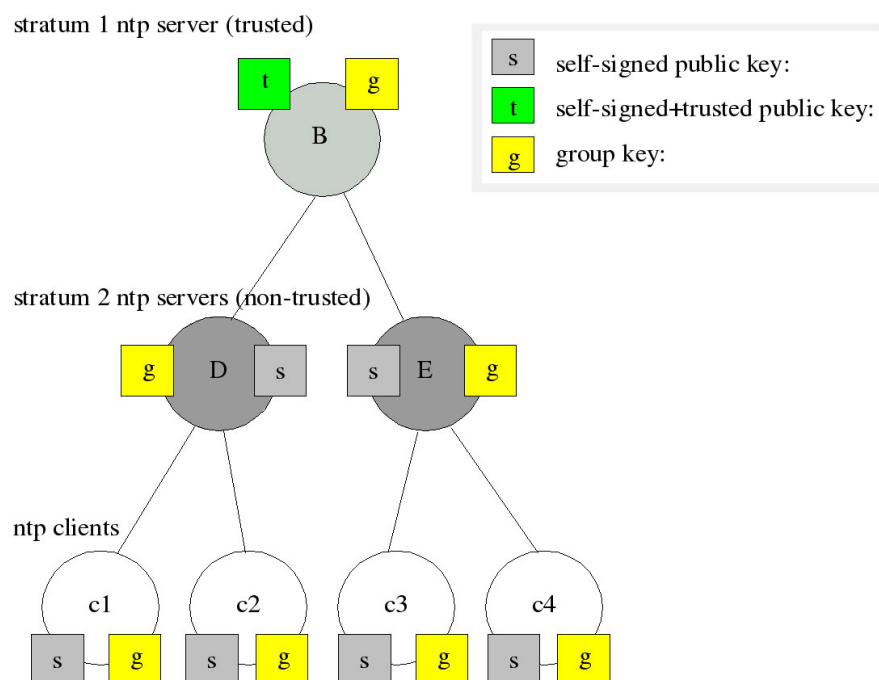 stratum 1 ntp server (trusted)
s self-signed public key:
t self-signed+trusted public key:
g group key:
t g
B
stratum 2 ntp servers (non-trusted)
g D s s E g
ntp clients
c1 c2 c3 c4
s g s g s g s g